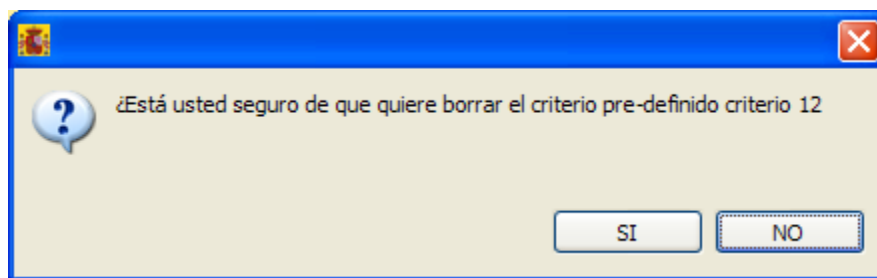 ¿Está usted seguro de que quiere borrar el criterio pre-definido criterio 12
SI
NO